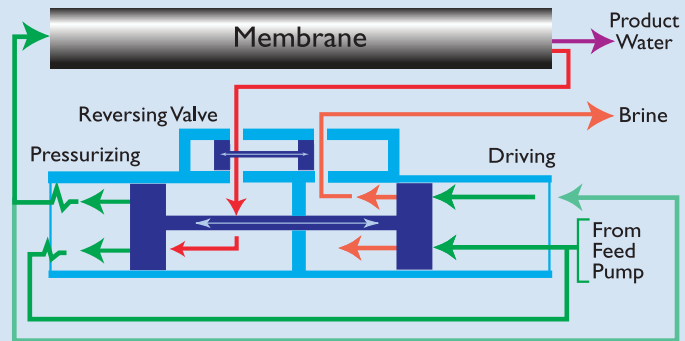 Membrane
Product
Water
Reversing Valve
Brine
Pressurizing
Driving
From
Feed
Pump